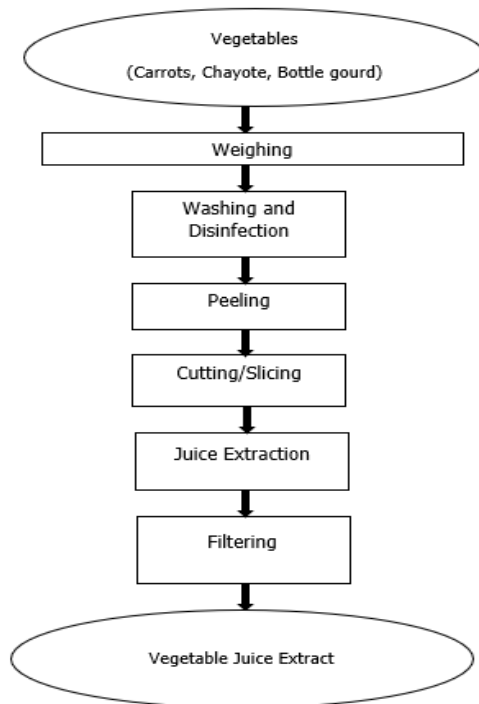 Vegetables
(Carrots, Chayote, Bottle gourd)
Weighing
Washing and
Disinfection
Peeling
Cutting/Slicing
Juice Extraction
Filtering
Vegetable Juice Extract